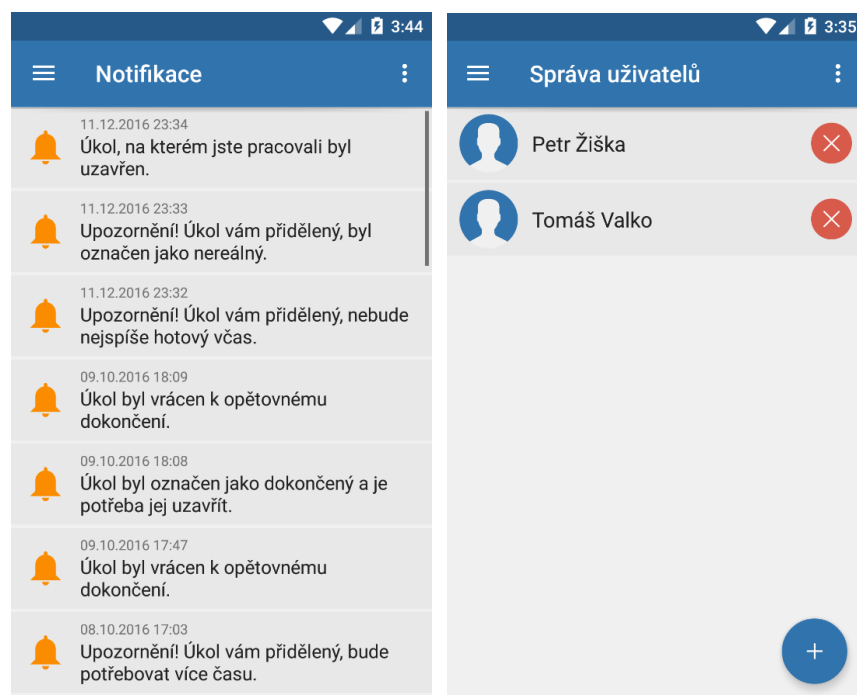 3:44
Notifikace
11.12.2016 23:34
Úkol, na kterém jste pracovali byl
uzavřen.
11.12.2016 23:33
Upozornění! Úkol vám přidělený, byl
označen jako nereálný.
11.12.2016 23:32
Upozornění! Úkol vám přidělený, nebude
nejspíše hotový včas.
09.10.2016 18:09
Úkol byl vrácen k opětovnému
dokončení.
09.10.2016 18:08
Úkol byl označen jako dokončený a je
potřeba jej uzavřít.
09.10.2016 17:47
Úkol byl vrácen k opětovnému
dokončení.
08.10.2016 17:03
Upozornění! Úkol vám přidělený, bude
potřebovat více času.
3:35
Správa uživatelů
Petr Žiška
Tomáš Valko